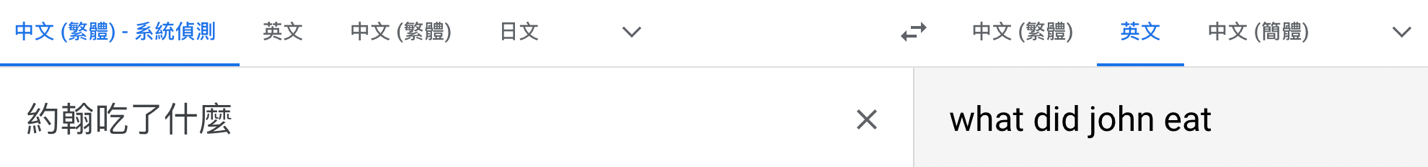 中文 (繁體) - 系統偵測 英文 中文 (繁體) 日文 中文 (繁體) 英文 中文 (簡體)
約翰吃了什麼 what did john eat